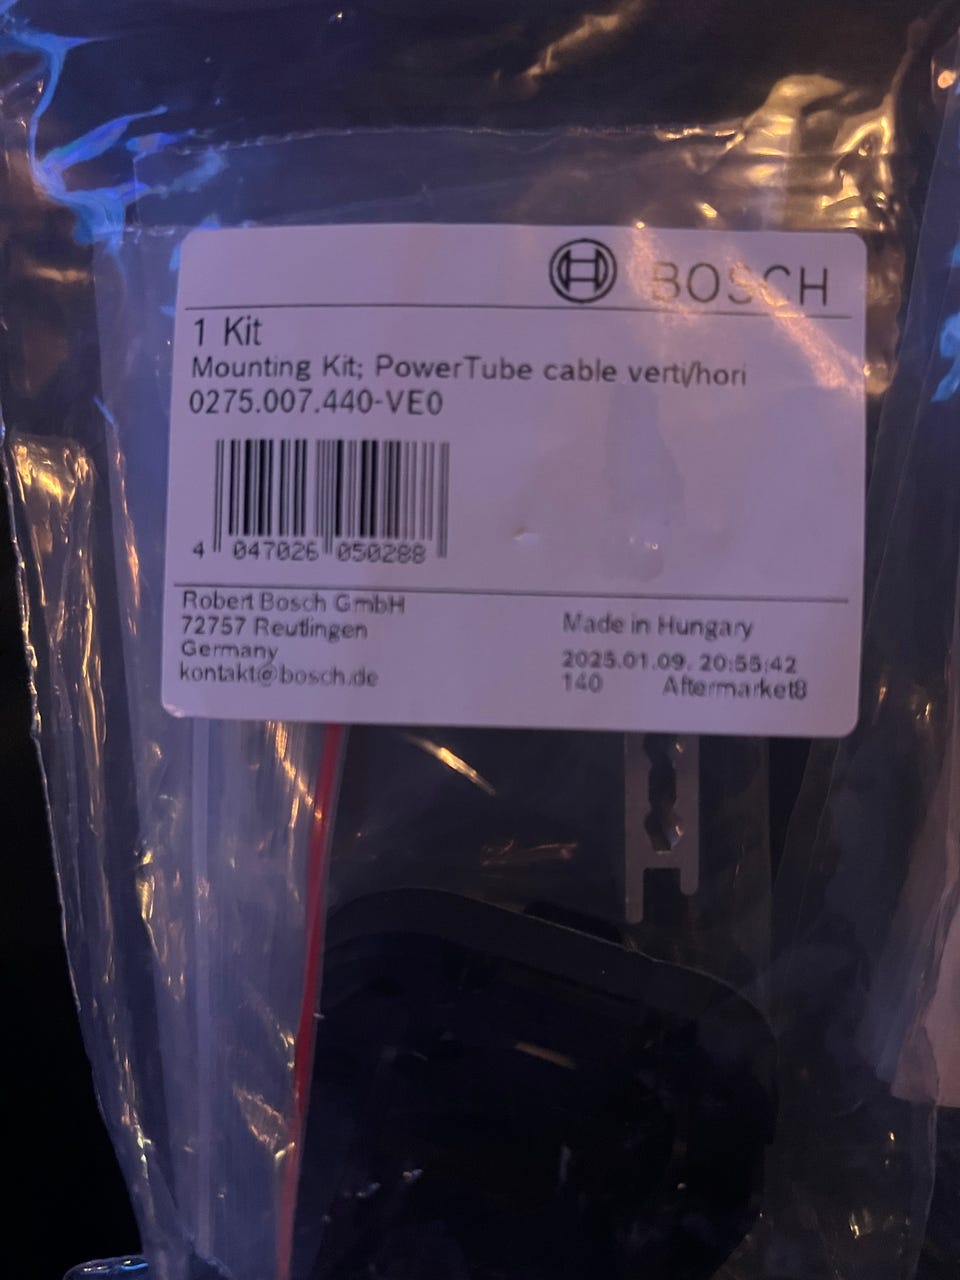 BOSCH
1 Kit
Mounting Kit; PowerTube cable verti/hori
0275.007.440-VE0
4 047026 050288
Robert Bosch GmbH
72757 Reutlingen
Germany
kontakt@bosch.de
Made in Hungary
2025.01.09. 20:55:42
140 Aftermarket8